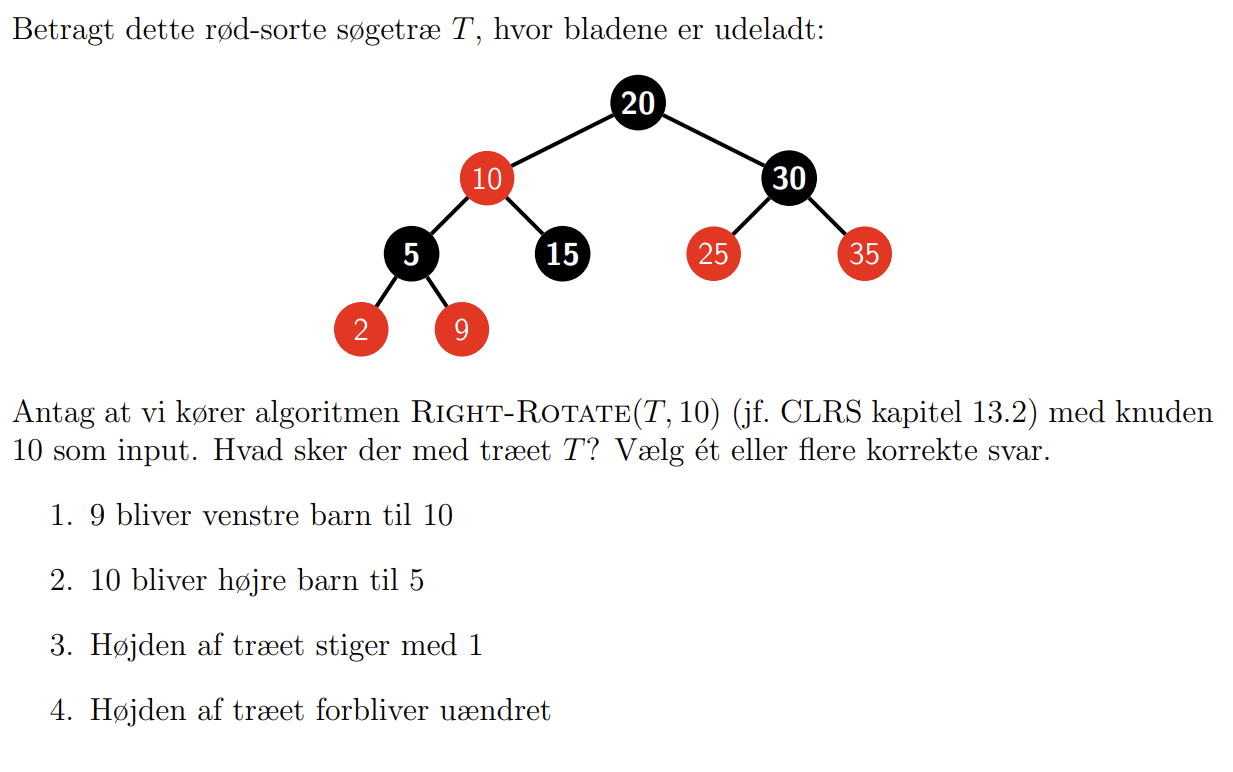 Betragt dette rød-sorte søgetræ T, hvor bladene er udeladt:
20
10
30
5
15
25
35
2
9
Antag at vi kører algoritmen RIGHT-ROTATE(T, 10) (jf. CLRS kapitel 13.2) med knuden
10 som input. Hvad sker der med træet T? Vælg ét eller flere korrekte svar.
1. 9 bliver venstre barn til 10
2. 10 bliver højre barn til 5
3. Højden af træet stiger med 1
4. Højden af træet forbliver uændret